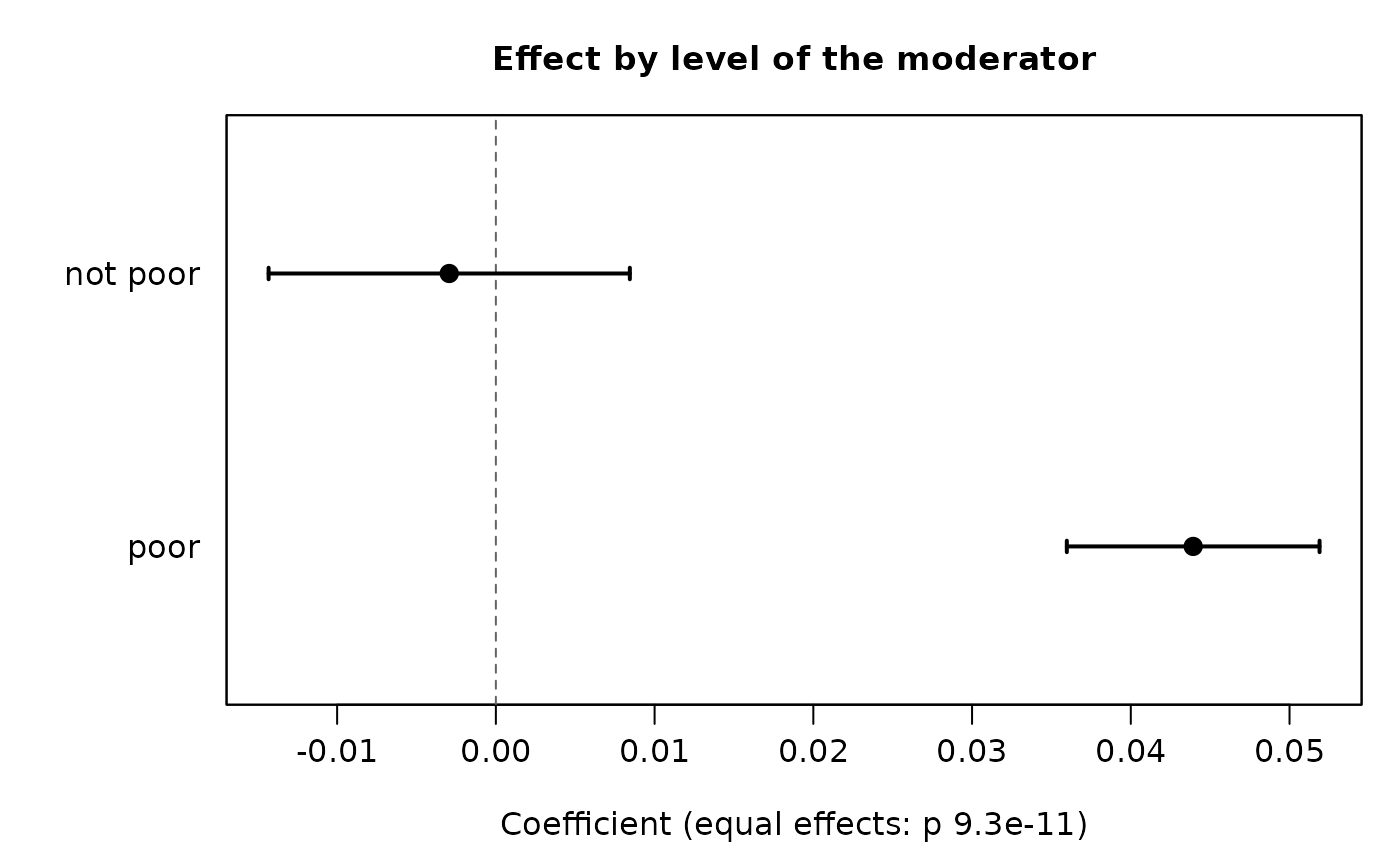 Effect by level of the moderator
not poor
poor
-0.01 0.00 0.01 0.02 0.03 0.04 0.05
Coefficient (equal effects: p 9.3e-11)